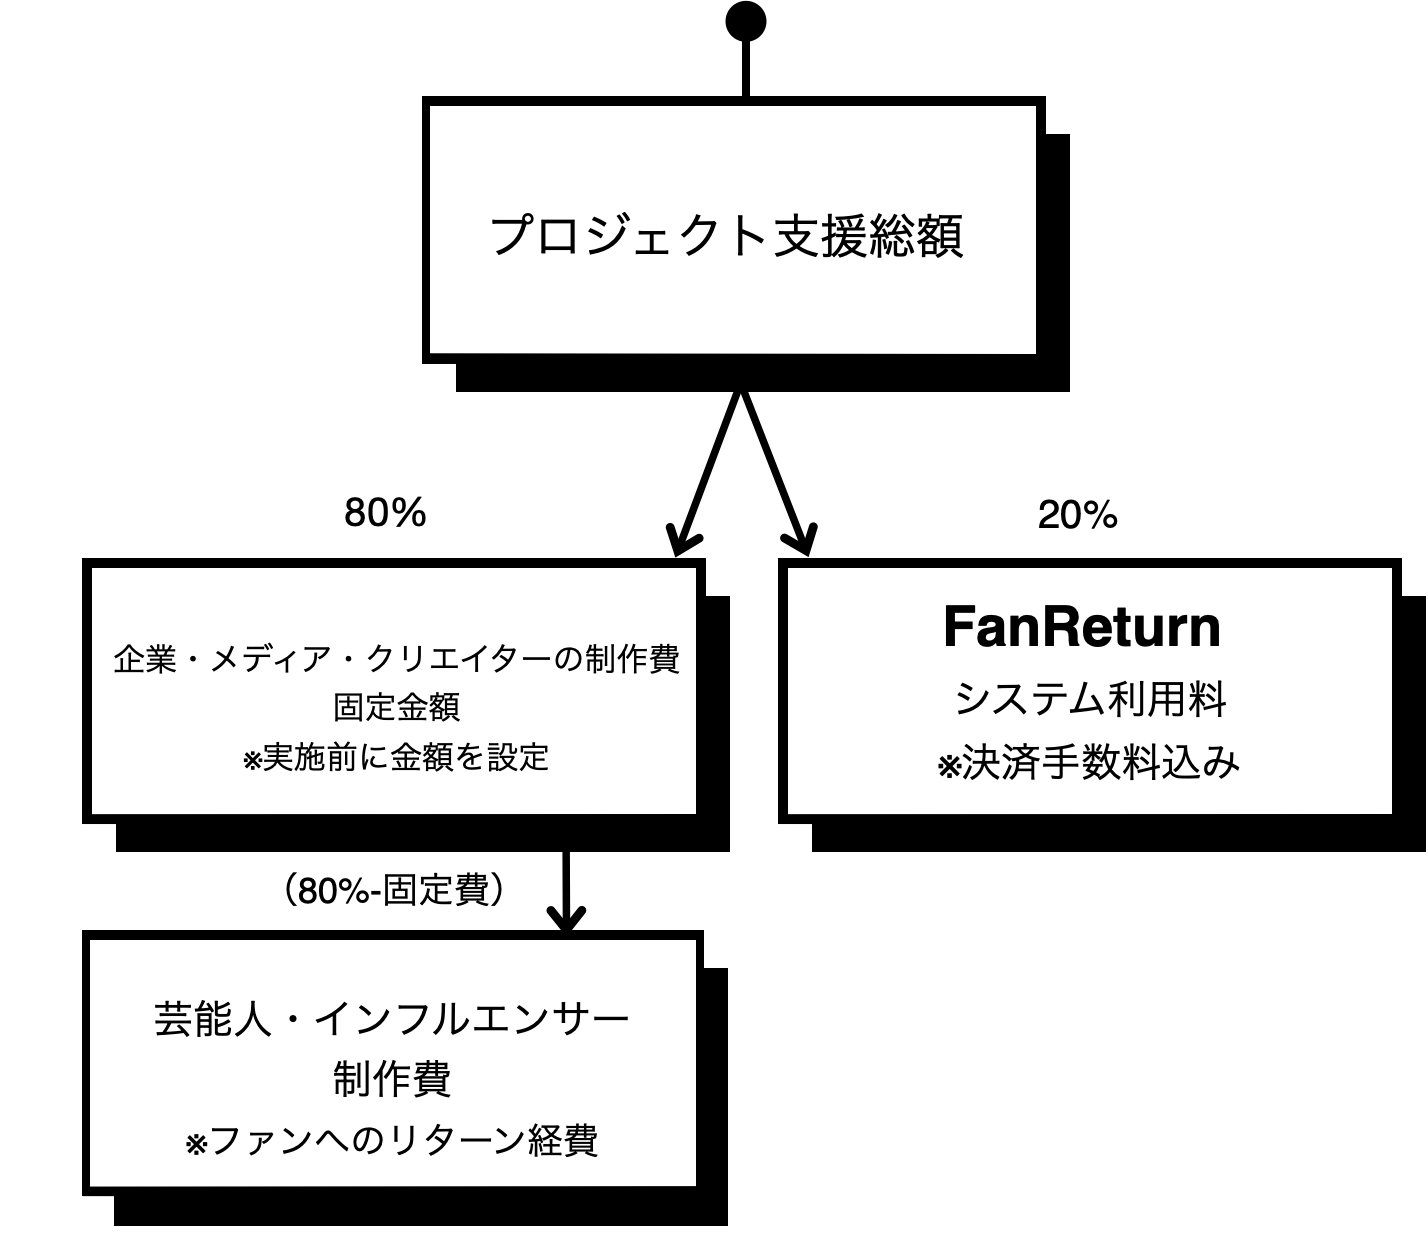 プロジェクト支援総額
80%
20%
企業・メディア・クリエイターの制作費
固定金額
※実施前に金額を設定
FanReturn
システム利用料
※決済手数料込み
（80%-固定費）
芸能人・インフルエンサー
制作費
※ファンへのリターン経費